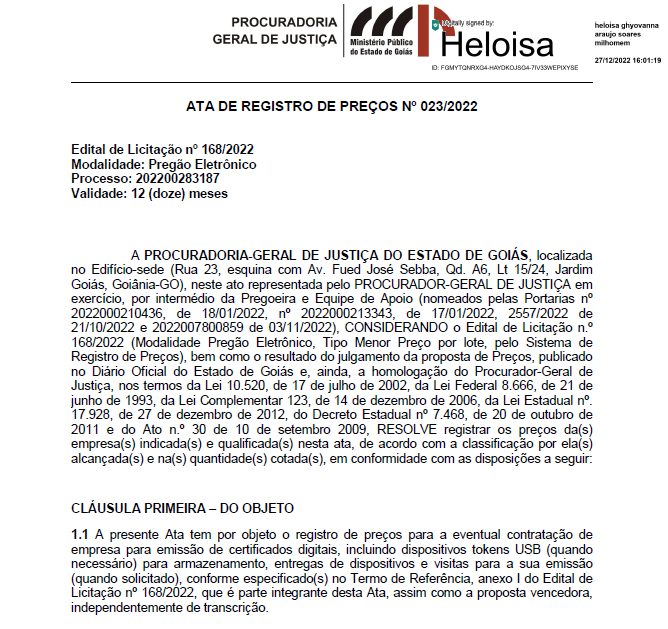 PROCURADORIA
GERAL DE JUSTIÇA
Ministério Público
do Estado de Goiás
Digitally signed by:
Heloisa
ID: FGMYTQNRXG4-HAYDKOJSG4-7IV33WEPIXYSE
heloisa ghyovanna
araujo soares
milhomem
27/12/2022 16:01:19
ATA DE REGISTRO DE PREÇOS Nº 023/2022
Edital de Licitação nº 168/2022
Modalidade: Pregão Eletrônico
Processo: 202200283187
Validade: 12 (doze) meses
A PROCURADORIA-GERAL DE JUSTIÇA DO ESTADO DE GOIÁS, localizada
no Edifício-sede (Rua 23, esquina com Av. Fued José Sebba, Qd. A6, Lt 15/24, Jardim
Goiás, Goiânia-GO), neste ato representada pelo PROCURADOR-GERAL DE JUSTIÇA em
exercício, por intermédio da Pregoeira e Equipe de Apoio (nomeados pelas Portarias nº
2022000210436, de 18/01/2022, nº 2022000213343, de 17/01/2022, 2557/2022 de
21/10/2022 e 2022007800859 de 03/11/2022), CONSIDERANDO o Edital de Licitação n.º
168/2022 (Modalidade Pregão Eletrônico, Tipo Menor Preço por lote, pelo Sistema de
Registro de Preços), bem como o resultado do julgamento da proposta de Preços, publicado
no Diário Oficial do Estado de Goiás e, ainda, a homologação do Procurador-Geral de
Justiça, nos termos da Lei 10.520, de 17 de julho de 2002, da Lei Federal 8.666, de 21 de
junho de 1993, da Lei Complementar 123, de 14 de dezembro de 2006, da Lei Estadual nº.
17.928, de 27 de dezembro de 2012, do Decreto Estadual nº 7.468, de 20 de outubro de
2011 e do Ato n.º 30 de 10 de setembro 2009, RESOLVE registrar os preços da(s)
empresa(s) indicada(s) e qualificada(s) nesta ata, de acordo com a classificação por ela(s)
alcançada(s) e na(s) quantidade(s) cotada(s), em conformidade com as disposições a seguir:
CLÁUSULA PRIMEIRA – DO OBJETO
1.1 A presente Ata tem por objeto o registro de preços para a eventual contratação de
empresa para emissão de certificados digitais, incluindo dispositivos tokens USB (quando
necessário) para armazenamento, entregas de dispositivos e visitas para a sua emissão
(quando solicitado), conforme especificado(s) no Termo de Referência, anexo I do Edital de
Licitação nº 168/2022, que é parte integrante desta Ata, assim como a proposta vencedora,
independentemente de transcrição.